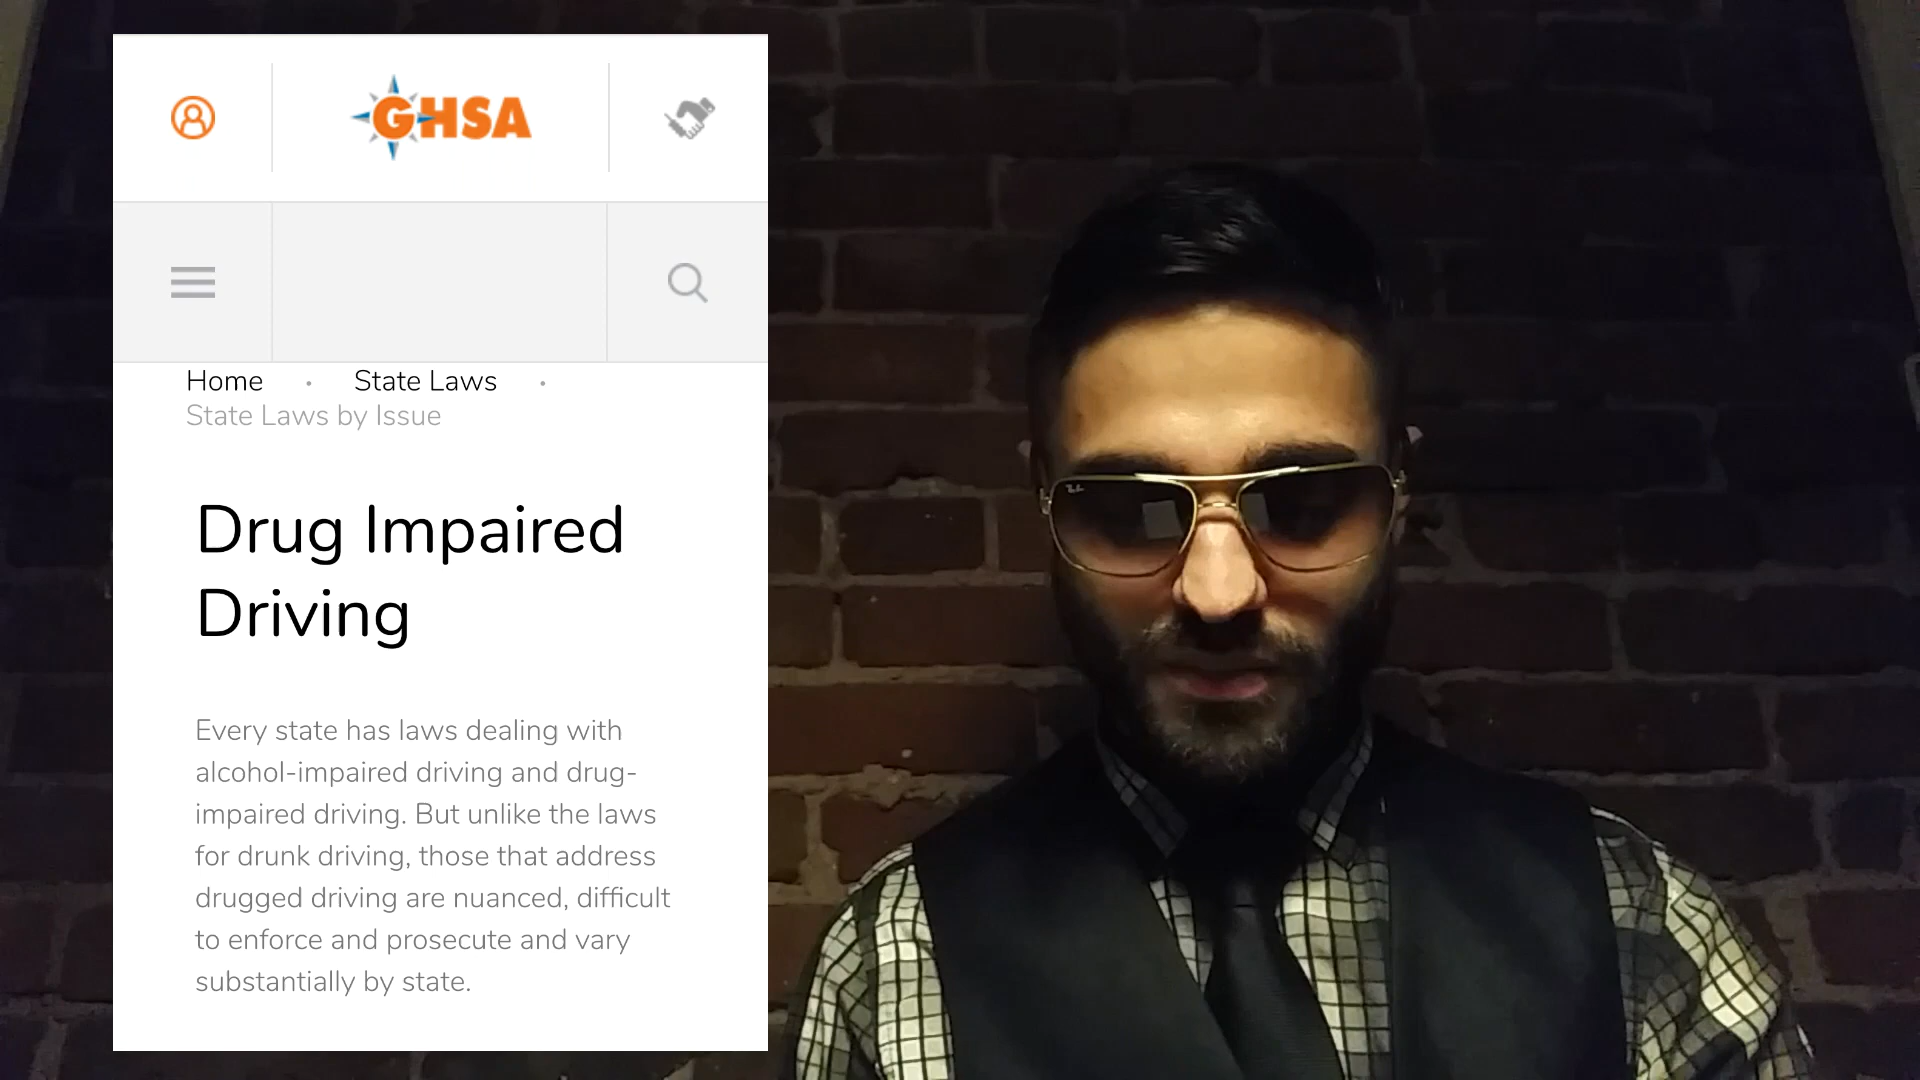 GHSA
Home • State Laws •
State Laws by Issue
Drug Impaired
Driving
Every state has laws dealing with
alcohol-impaired driving and drug-
impaired driving. But unlike the laws
for drunk driving, those that address
drugged driving are nuanced, difficult
to enforce and prosecute and vary
substantially by state.
Ray-Ban